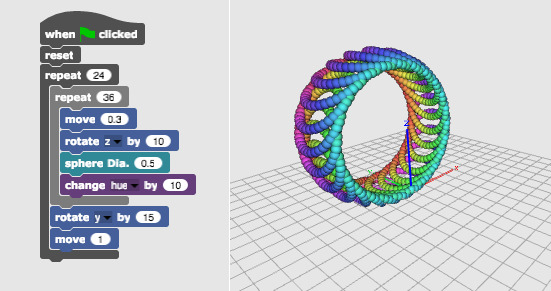 when clicked
reset
repeat 24
repeat 36
move 0.3
rotate z by 10
sphere Dia. 0.5
change hue by 10
rotate y by 15
move 1
z
x